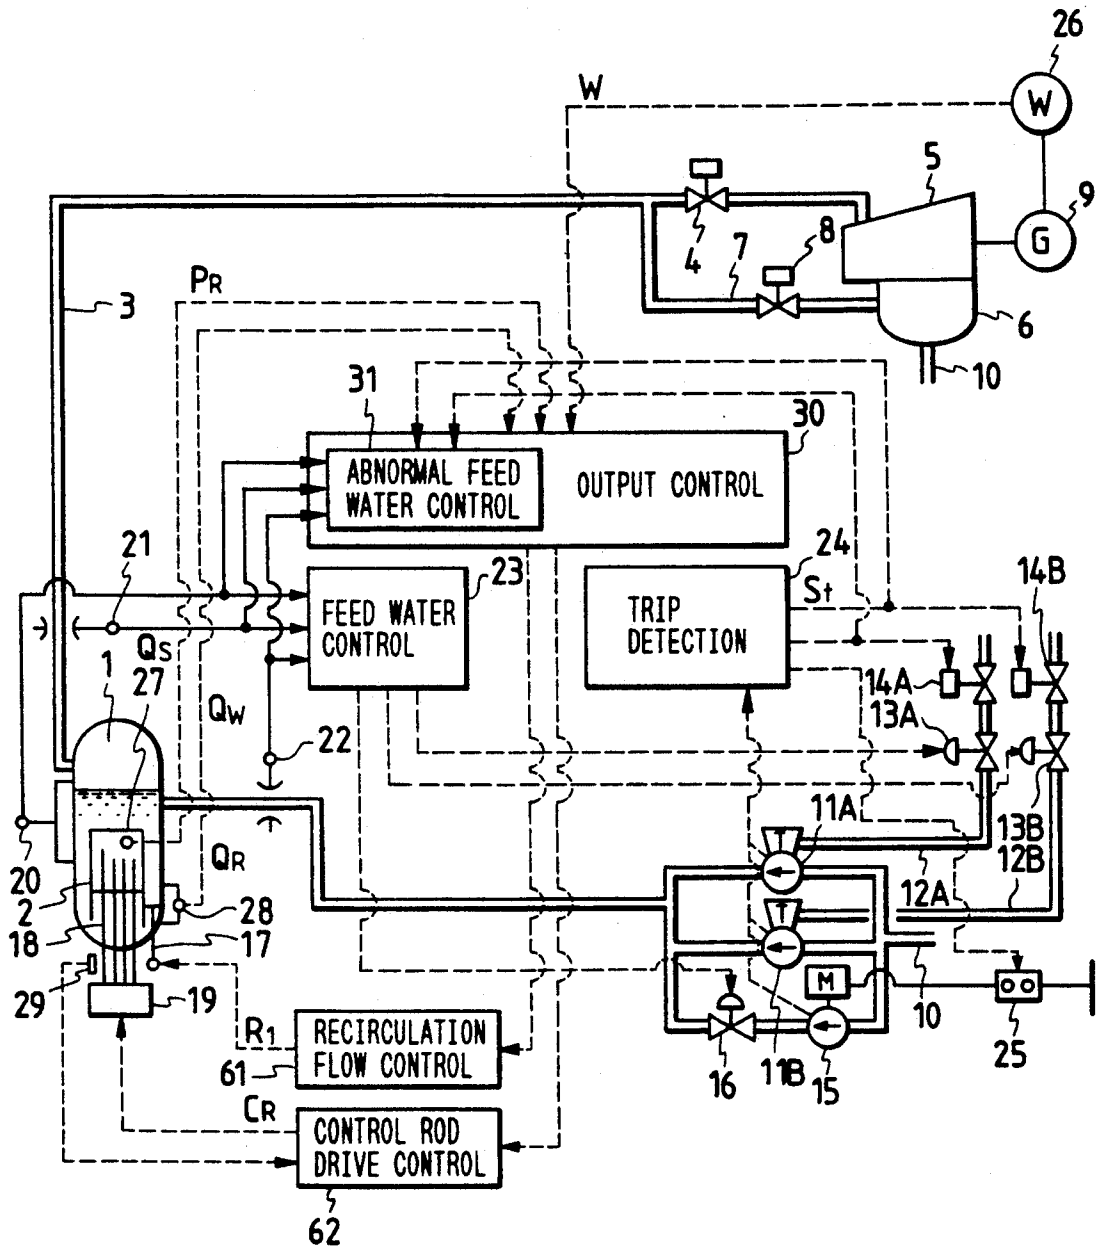 26
W
W
5
9
4
7
8
G
PR
3
6
10
31
30
ABNORMAL FEED
WATER CONTROL
OUTPUT CONTROL
21
23
24
14B
FEED WATER
CONTROL
TRIP
DETECTION
St
QS
1
27
14A
QW
22
13A
11A
13B
20
QR
12A
12B
2
28
18
17
29
19
M
10
R1
RECIRCULATION
FLOW CONTROL
61
16
11B
15
25
CR
CONTROL ROD
DRIVE CONTROL
62